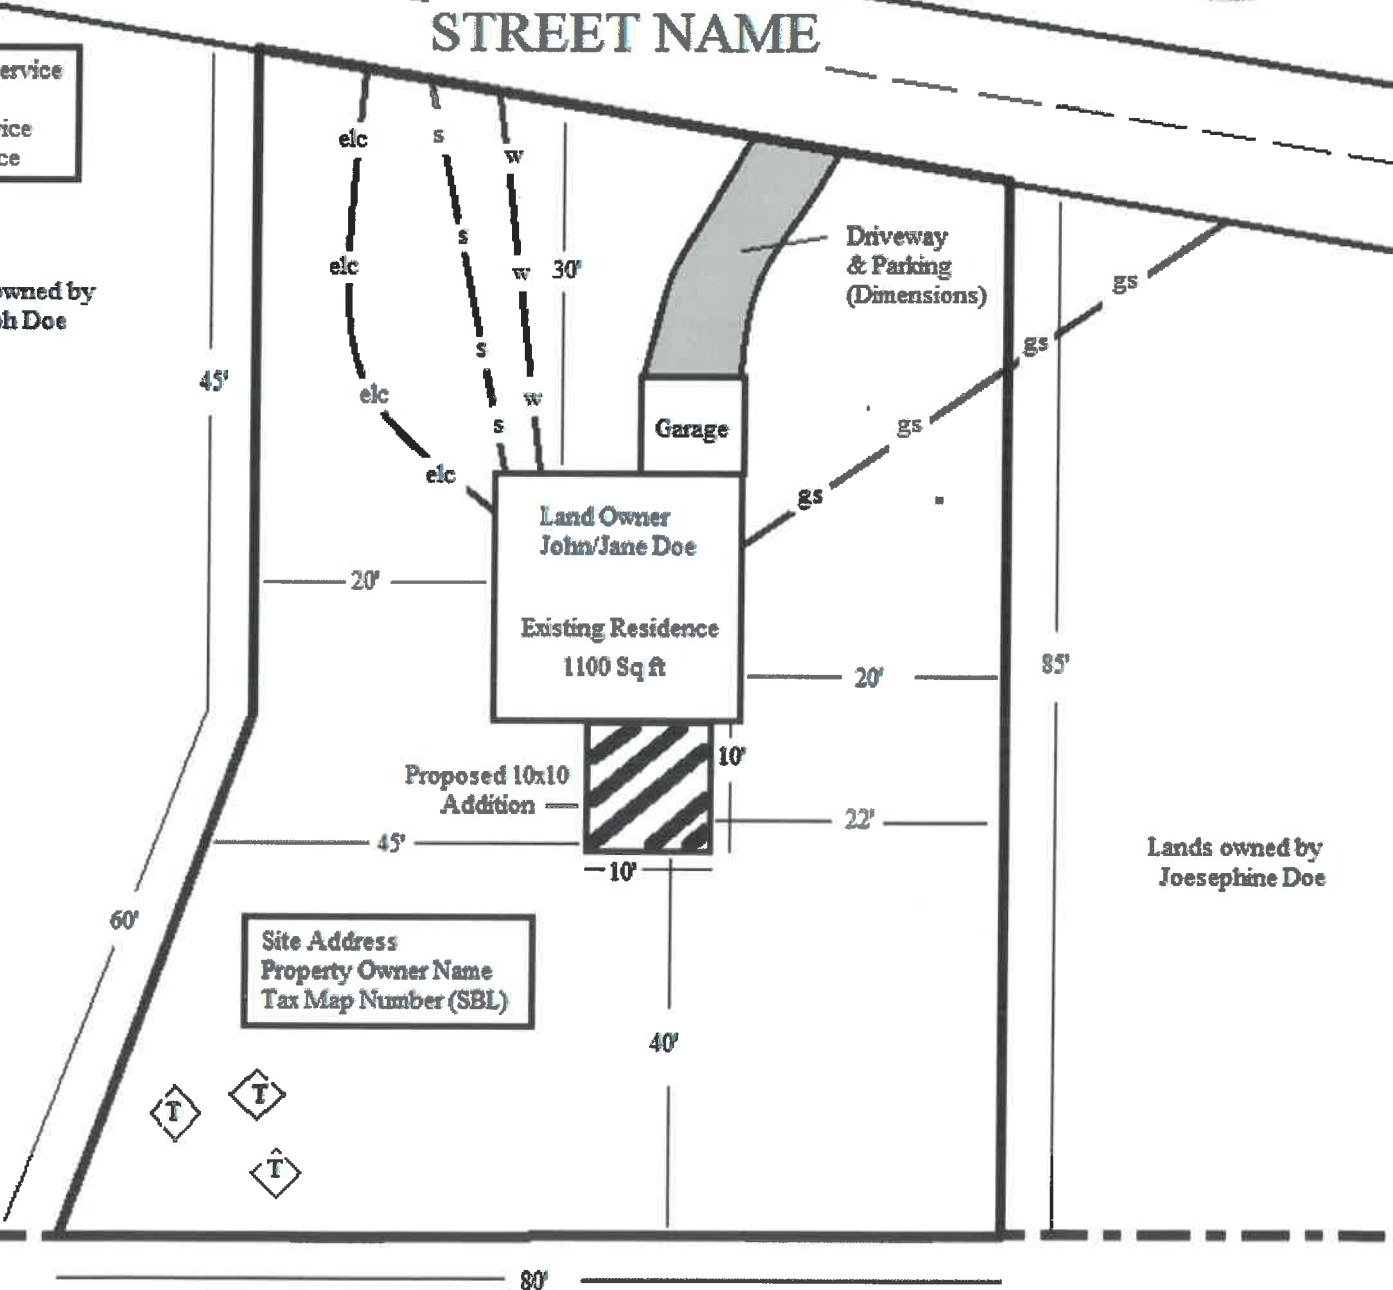 STREET NAME
ervice
ice
ce
owned by
h Doe
elc
s
w
elc
s
w
30'
Driveway
& Parking
(Dimensions)
gs
gs
45'
elc
s
w
s
elc
Garage
gs
gs
Land Owner
John/Jane Doe
20'
Existing Residence
1100 Sq ft
20'
85'
Proposed 10x10
Addition
10'
22'
45'
10'
Lands owned by
Joesephine Doe
60'
Site Address
Property Owner Name
Tax Map Number (SBL)
40'
T
T
T
80'